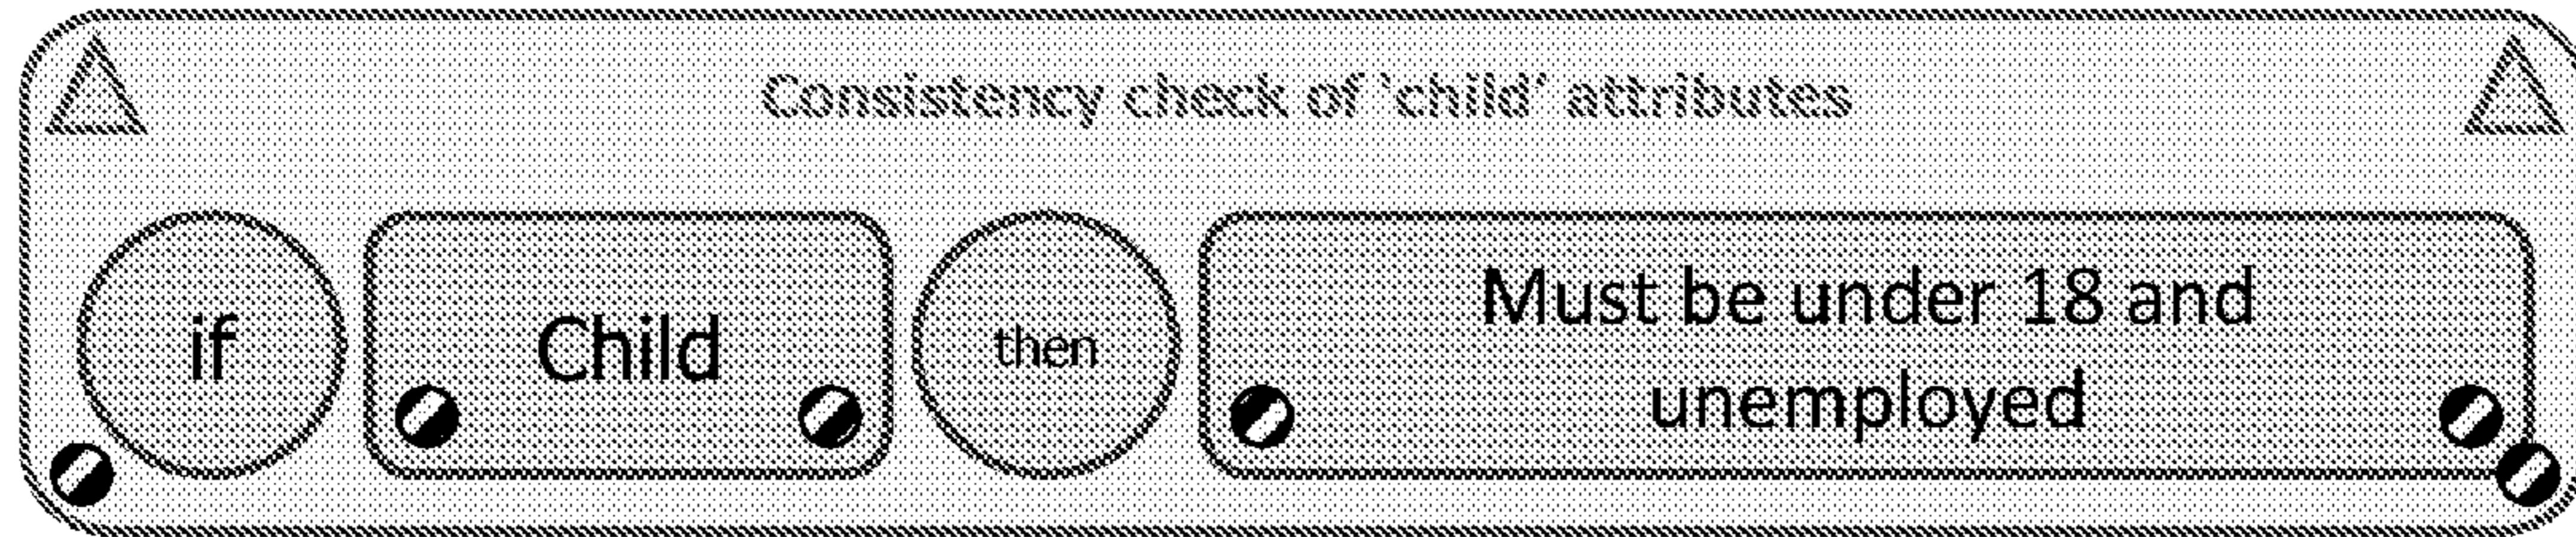 Consistency check of 'child' attributes
if
Child
then
Must be under 18 and
unemployed